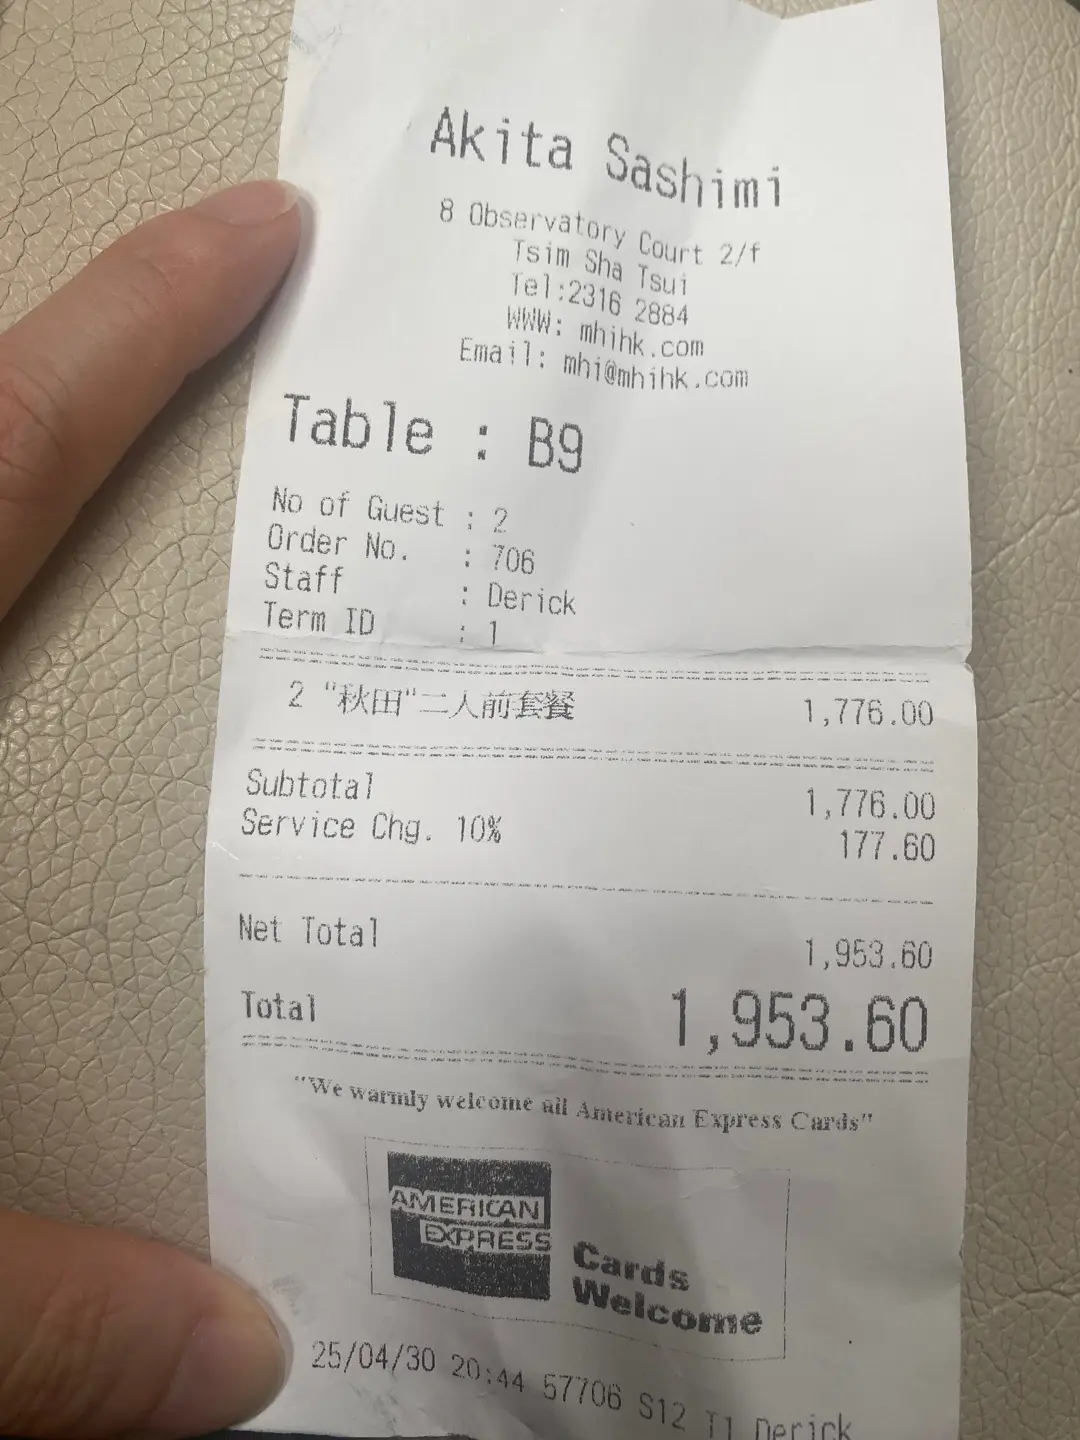 Akita Sashimi
8 Observatory Court 2/f
Tsim Sha Tsui
Tel:2316 2884
WWW: mhihk.com
Email: mhi@mhihk.com
Table : B9
No of Guest : 2
Order No. : 706
Staff : Derick
Term ID : 1
2 "秋田"二人前套餐 1,776.00
Subtotal 1,776.00
Service Chg. 10% 177.60
Net Total 1,953.60
Total 1,953.60
"We warmly welcome all American Express Cards"
AMERICAN
EXPRESS
Cards
Welcome
25/04/30 20:44 57706 S12 T1 Derick